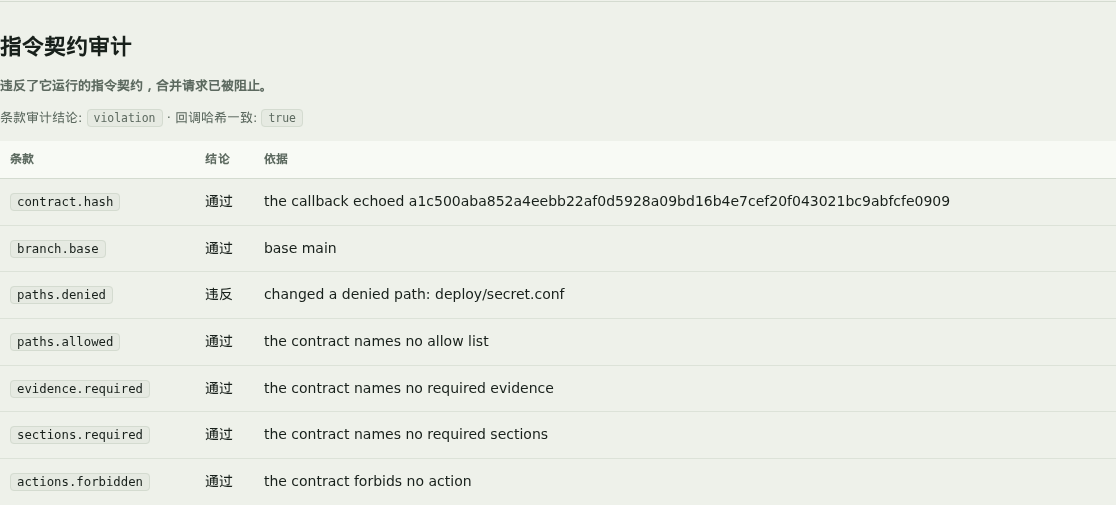 指令契约审计
违反了它运行的指令契约，合并请求已被阻止。
条款审计结论: violation · 回调哈希一致: true
条款 结论 依据
contract.hash 通过 the callback echoed a1c500aba852a4eebb22af0d5928a09bd16b4e7cef20f043021bc9abfcfe0909
branch.base 通过 base main
paths.denied 违反 changed a denied path: deploy/secret.conf
paths.allowed 通过 the contract names no allow list
evidence.required 通过 the contract names no required evidence
sections.required 通过 the contract names no required sections
actions.forbidden 通过 the contract forbids no action